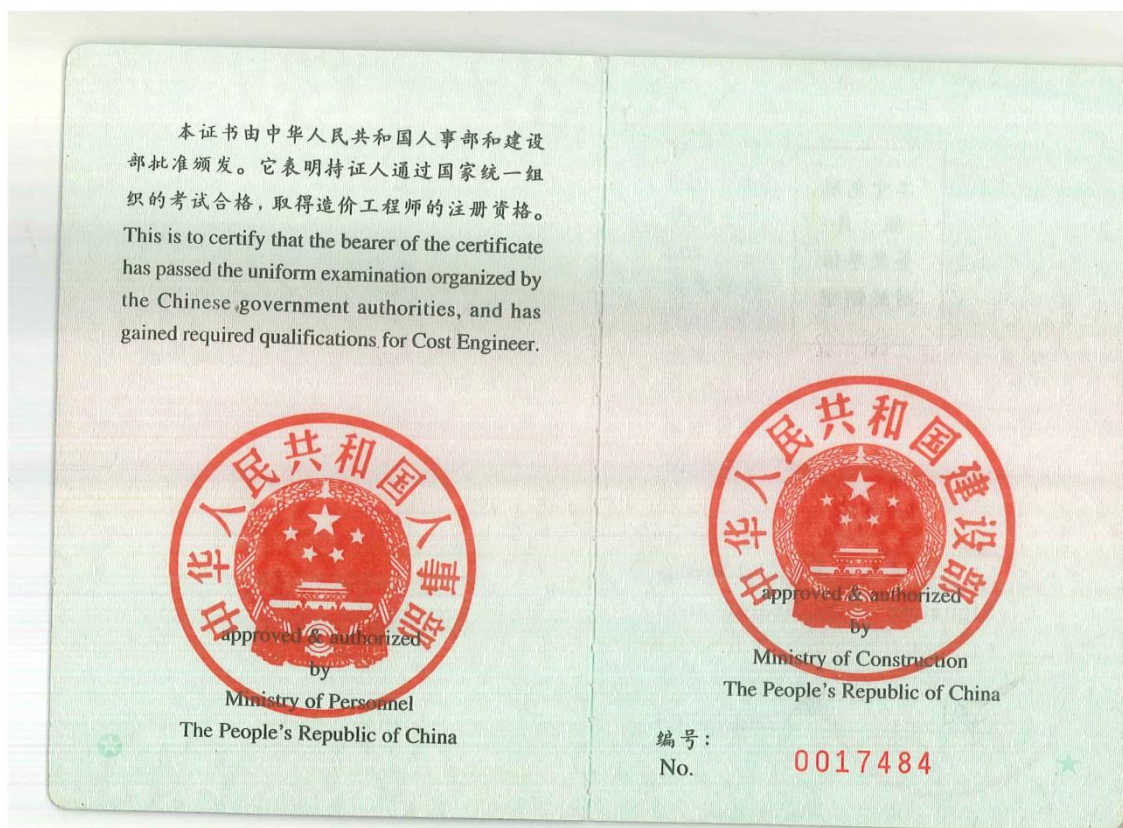 本证书由中华人民共和国人事部和建设
部批准颁发。它表明持证人通过国家统一组
织的考试合格，取得造价工程师的注册资格。
This is to certify that the bearer of the certificate
has passed the uniform examination organized by
the Chinese government authorities, and has
gained required qualifications for Cost Engineer.
中华人民共和国人事部
approved & authorized
by
Ministry of Personnel
The People's Republic of China
中华人民共和国建设部
approved & authorized
by
Ministry of Construction
The People's Republic of China
编号：
No. 0017484